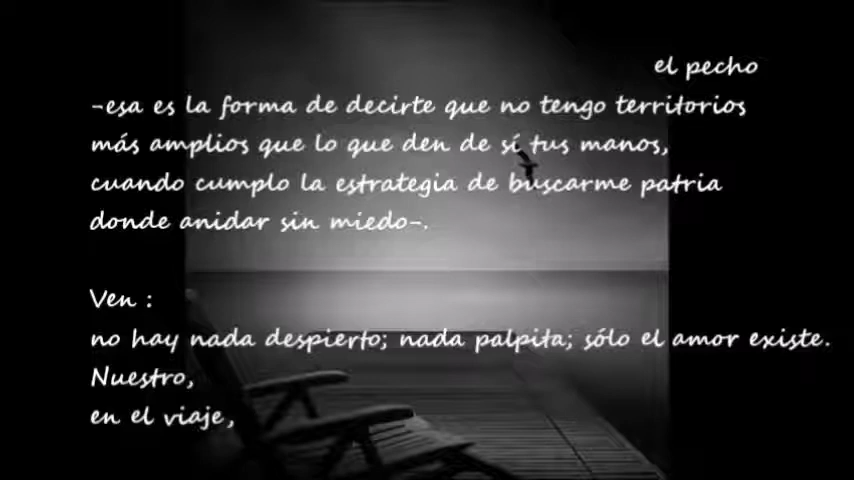 el pecho
-esa es la forma de decirte que no tengo territorios
más amplios que lo que den de sí tus manos,
cuando cumplo la estrategia de buscarme patria
donde anidar sin miedo-.
Ven :
no hay nada despierto; nada palpita; sólo el amor existe.
Nuestro,
en el viaje,